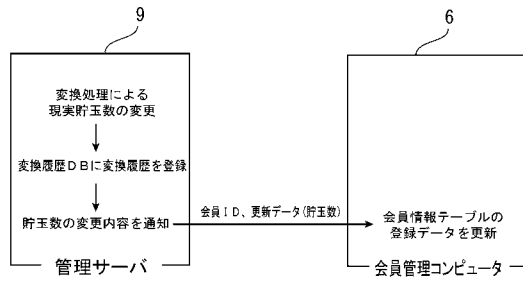 9
6
変換処理による
現実貯玉数の変更
変換履歴DBに変換履歴を登録
貯玉数の変更内容を通知
会員ID、更新データ(貯玉数)
会員情報テーブルの
登録データを更新
管理サーバ
会員管理コンピュータ